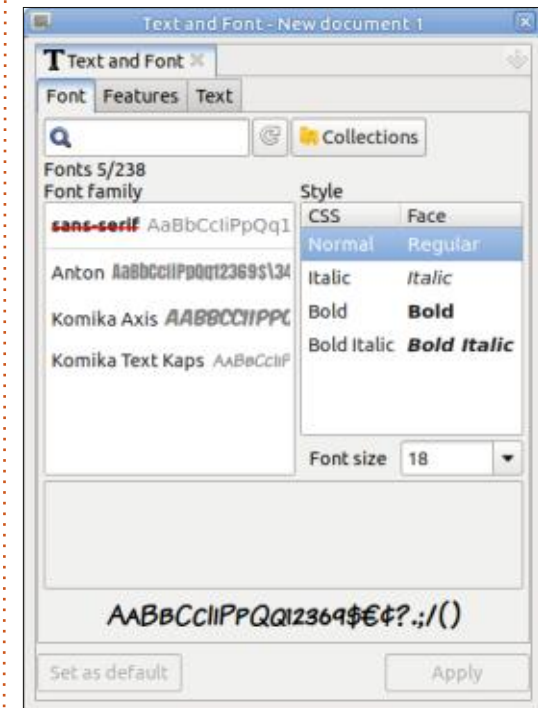 Text and Font - New document 1
Text and Font
Font Features Text
Collections
Fonts 5/238
Font family Style
CSS Face
sans-serif AaBbCcIiPpQq1
Normal Regular
Anton AaBbCcIiPpQq12369$\34
Italic Italic
Komika Axis AABBCCIIPPC
Bold Bold
Komika Text Kaps AaBbCcIiP
Bold Italic Bold Italic
Font size 18
AaBbCcIiPpQq12369$€¢?.;/()
Set as default Apply